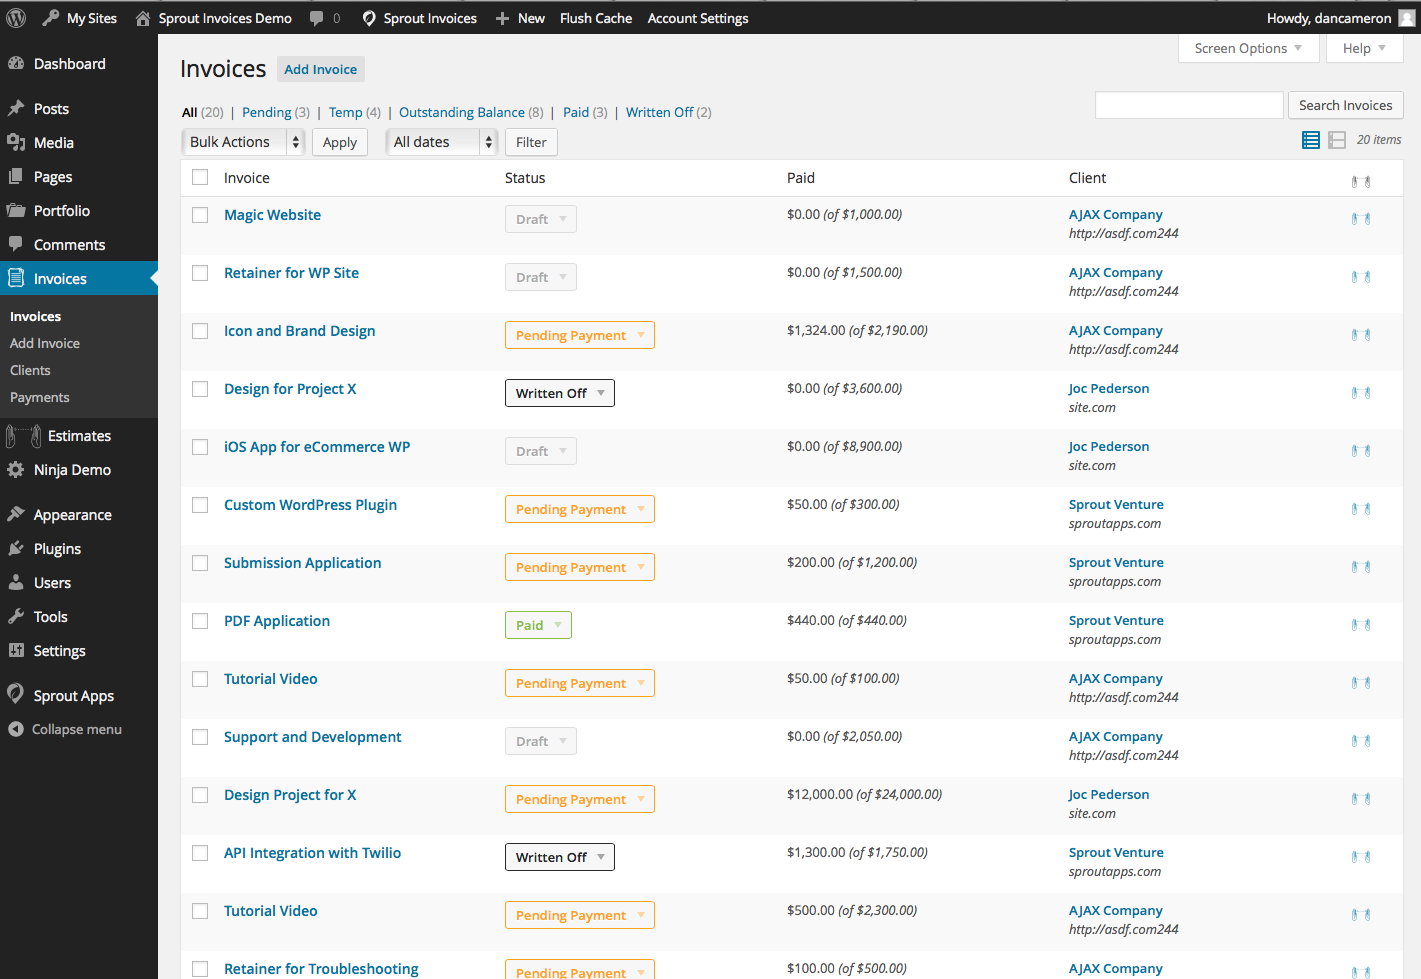 My Sites Sprout Invoices Demo 0 Sprout Invoices New Flush Cache Account Settings Howdy, dancameron
Screen Options Help
Dashboard
Posts
Media
Pages
Portfolio
Comments
Invoices
Invoices
Add Invoice
Clients
Payments
Estimates
Ninja Demo
Appearance
Plugins
Users
Tools
Settings
Sprout Apps
Collapse menu
Invoices Add Invoice
All (20) | Pending (3) | Temp (4) | Outstanding Balance (8) | Paid (3) | Written Off (2)
Search Invoices
Bulk Actions Apply All dates Filter
20 items
Invoice Status Paid Client
Magic Website Draft $0.00 (of $1,000.00) AJAX Company
http://asdf.com244
Retainer for WP Site Draft $0.00 (of $1,500.00) AJAX Company
http://asdf.com244
Icon and Brand Design Pending Payment $1,324.00 (of $2,190.00) AJAX Company
http://asdf.com244
Design for Project X Written Off $0.00 (of $3,600.00) Joc Pederson
site.com
iOS App for eCommerce WP Draft $0.00 (of $8,900.00) Joc Pederson
site.com
Custom WordPress Plugin Pending Payment $50.00 (of $300.00) Sprout Venture
sproutapps.com
Submission Application Pending Payment $200.00 (of $1,200.00) Sprout Venture
sproutapps.com
PDF Application Paid $440.00 (of $440.00) Sprout Venture
sproutapps.com
Tutorial Video Pending Payment $50.00 (of $100.00) AJAX Company
http://asdf.com244
Support and Development Draft $0.00 (of $2,050.00) AJAX Company
http://asdf.com244
Design Project for X Pending Payment $12,000.00 (of $24,000.00) Joc Pederson
site.com
API Integration with Twilio Written Off $1,300.00 (of $1,750.00) Sprout Venture
sproutapps.com
Tutorial Video Pending Payment $500.00 (of $2,300.00) AJAX Company
http://asdf.com244
Retainer for Troubleshooting Pending Payment $100.00 (of $500.00) AJAX Company